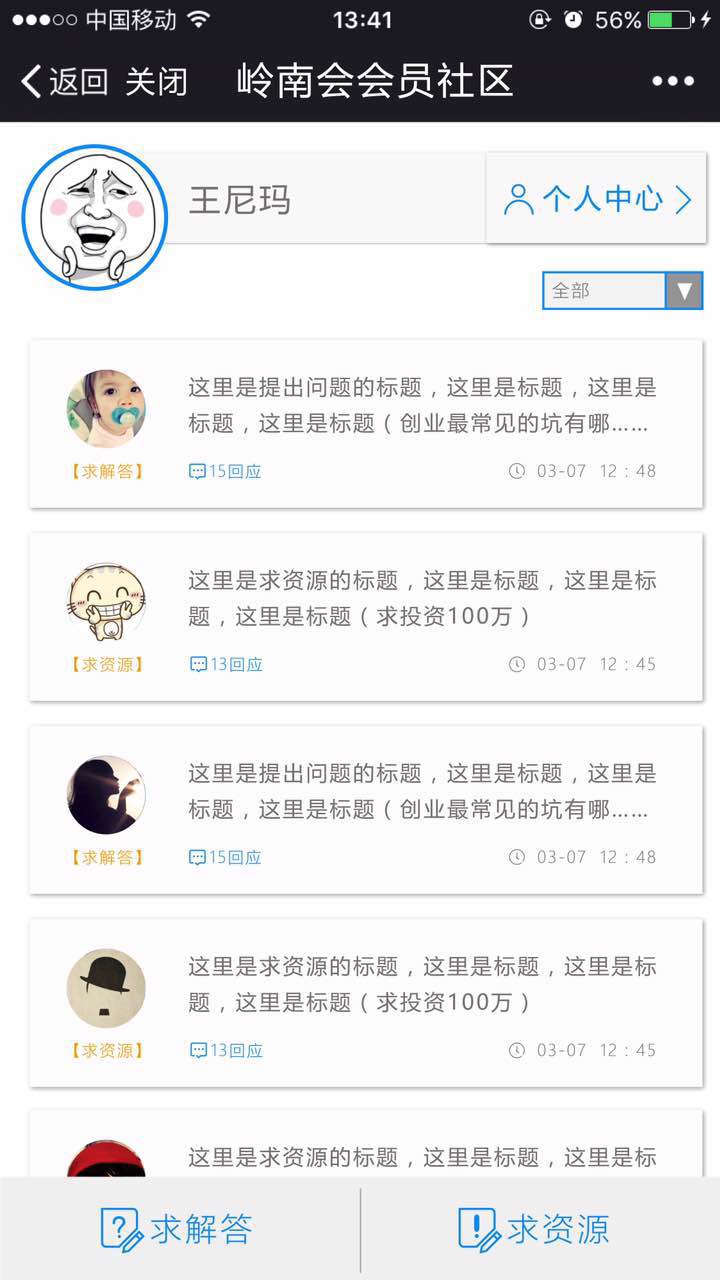 中国移动 13:41 56%
返回 关闭 岭南会会员社区
王尼玛 个人中心
全部
这里是提出问题的标题，这里是标题，这里是
标题，这里是标题（创业最常见的坑有哪……
【求解答】 15回应 03-07 12：48
这里是求资源的标题，这里是标题，这里是标
题，这里是标题（求投资100万）
【求资源】 13回应 03-07 12：45
这里是提出问题的标题，这里是标题，这里是
标题，这里是标题（创业最常见的坑有哪……
【求解答】 15回应 03-07 12：48
这里是求资源的标题，这里是标题，这里是标
题，这里是标题（求投资100万）
【求资源】 13回应 03-07 12：45
这里是求资源的标题，这里是标题，这里是标
求解答 求资源